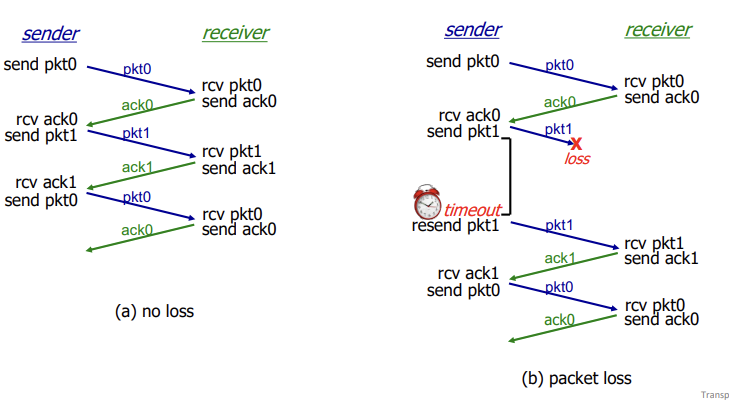 sender
receiver
send pkt0
pkt0
rcv pkt0
send ack0
ack0
rcv ack0
send pkt1
pkt1
rcv pkt1
send ack1
ack1
rcv ack1
send pkt0
pkt0
rcv pkt0
send ack0
ack0
(a) no loss
sender
receiver
send pkt0
pkt0
rcv pkt0
send ack0
ack0
rcv ack0
send pkt1
pkt1
X
loss
timeout
resend pkt1
pkt1
rcv pkt1
send ack1
ack1
rcv ack1
send pkt0
pkt0
rcv pkt0
send ack0
ack0
(b) packet loss
Transp